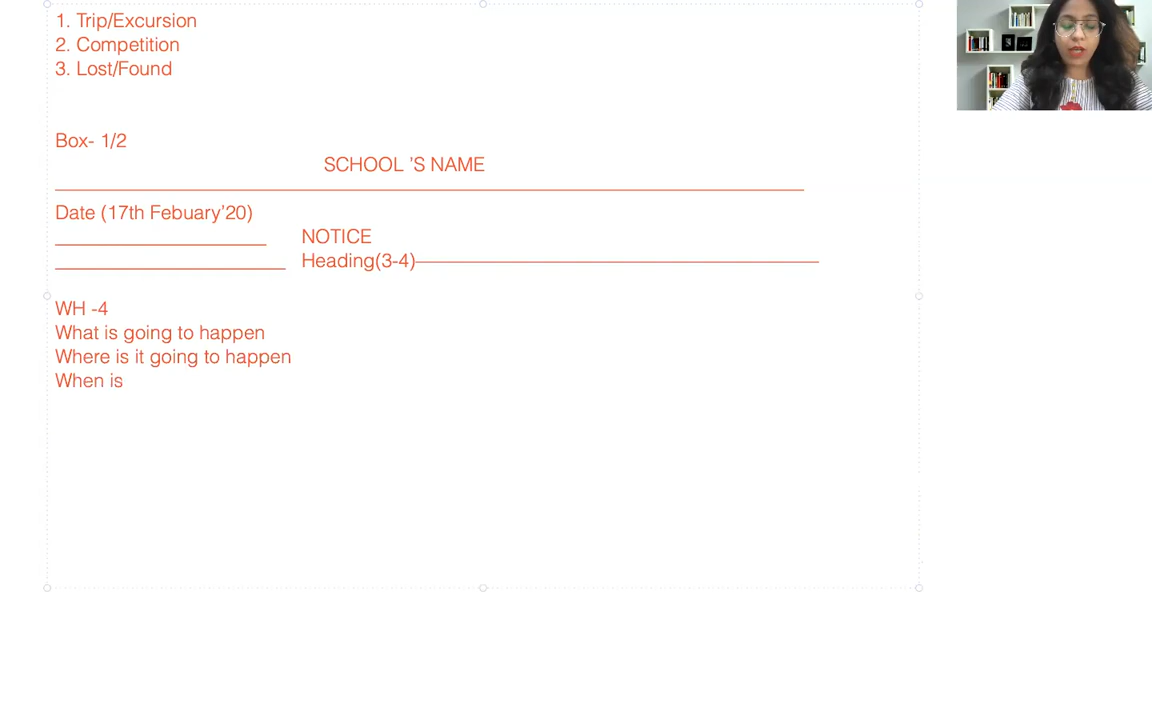 1. Trip/Excursion
2. Competition
3. Lost/Found
Box- 1/2
SCHOOL ’S NAME
Date (17th Febuary’20)
NOTICE
Heading(3-4)
WH -4
What is going to happen
Where is it going to happen
When is